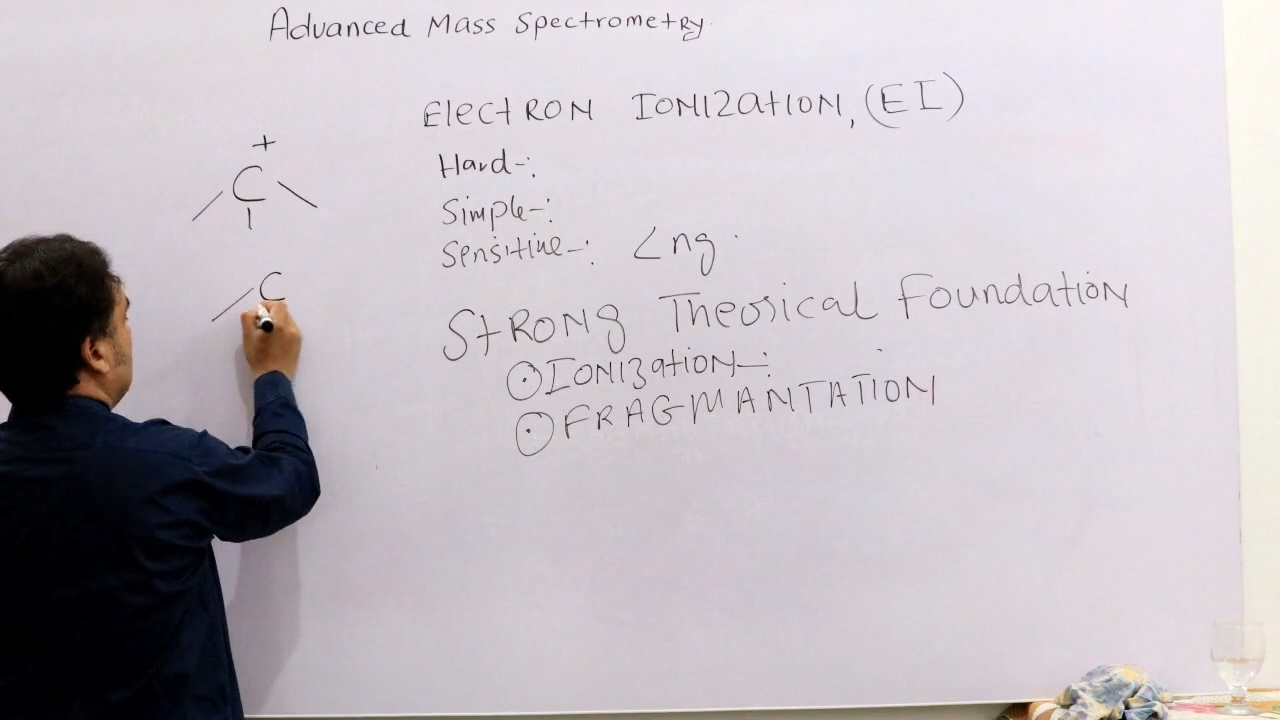 Advanced Mass Spectrometry.
Electron Ionization, (EI)
Hard-:
Simple-:
Sensitive-: <ng.
Strong Theorical Foundation
⊙ Ionization-:
⊙ FRAGMANTATION
+
C
C